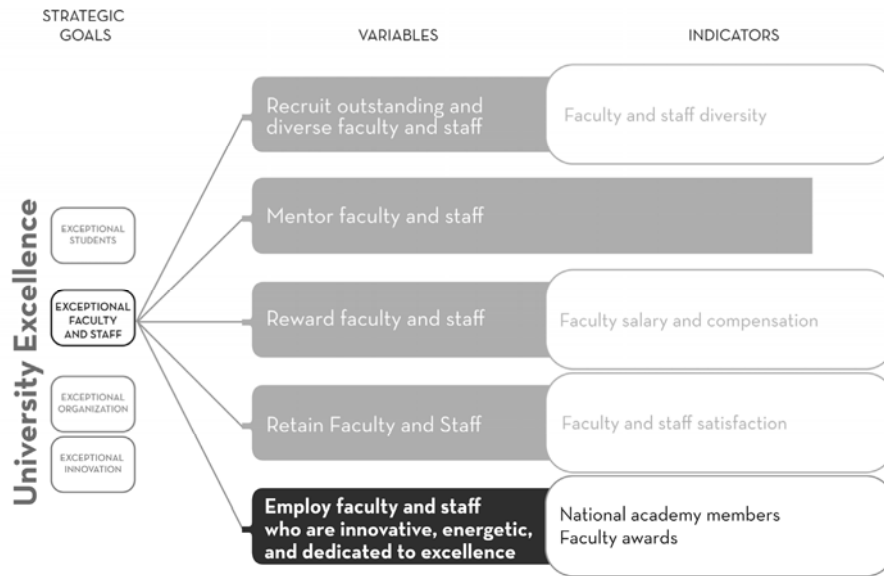 STRATEGIC
GOALS
VARIABLES
INDICATORS
University Excellence
EXCEPTIONAL
STUDENTS
EXCEPTIONAL
FACULTY
AND STAFF
EXCEPTIONAL
ORGANIZATION
EXCEPTIONAL
INNOVATION
Recruit outstanding and
diverse faculty and staff
Faculty and staff diversity
Mentor faculty and staff
Reward faculty and staff
Faculty salary and compensation
Retain Faculty and Staff
Faculty and staff satisfaction
Employ faculty and staff
who are innovative, energetic,
and dedicated to excellence
National academy members
Faculty awards